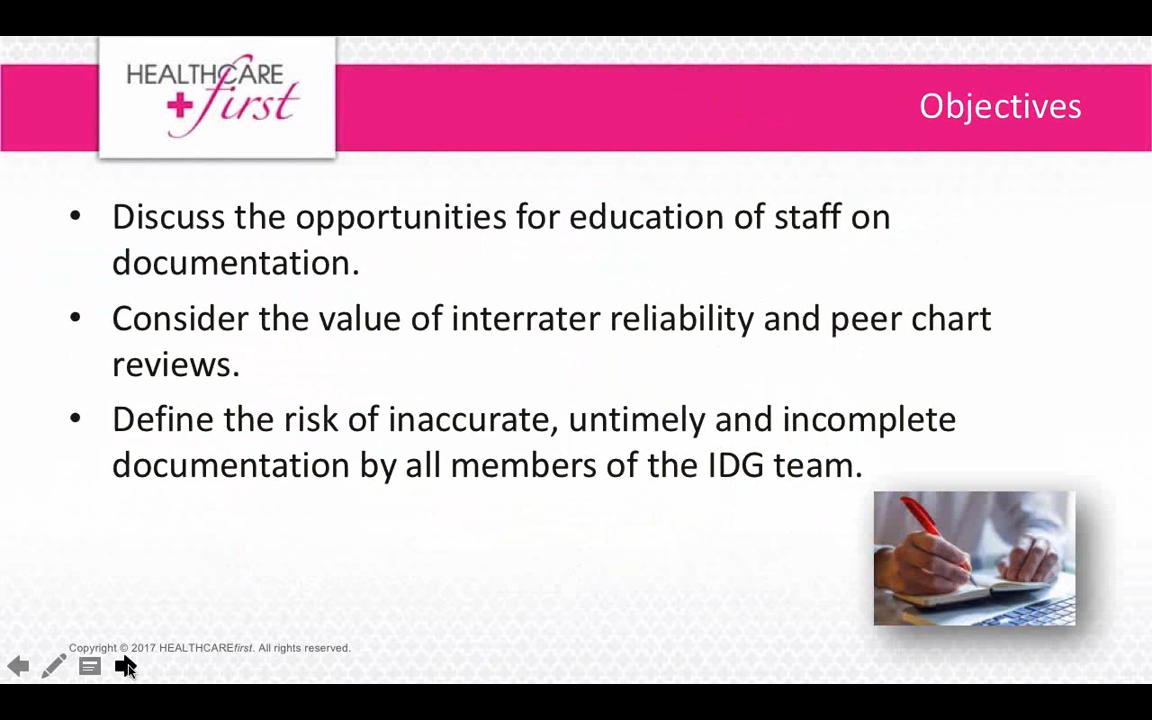 HEALTHCARE
first
Objectives
• Discuss the opportunities for education of staff on
documentation.
• Consider the value of interrater reliability and peer chart
reviews.
• Define the risk of inaccurate, untimely and incomplete
documentation by all members of the IDG team.
Copyright © 2017 HEALTHCAREfirst. All rights reserved.